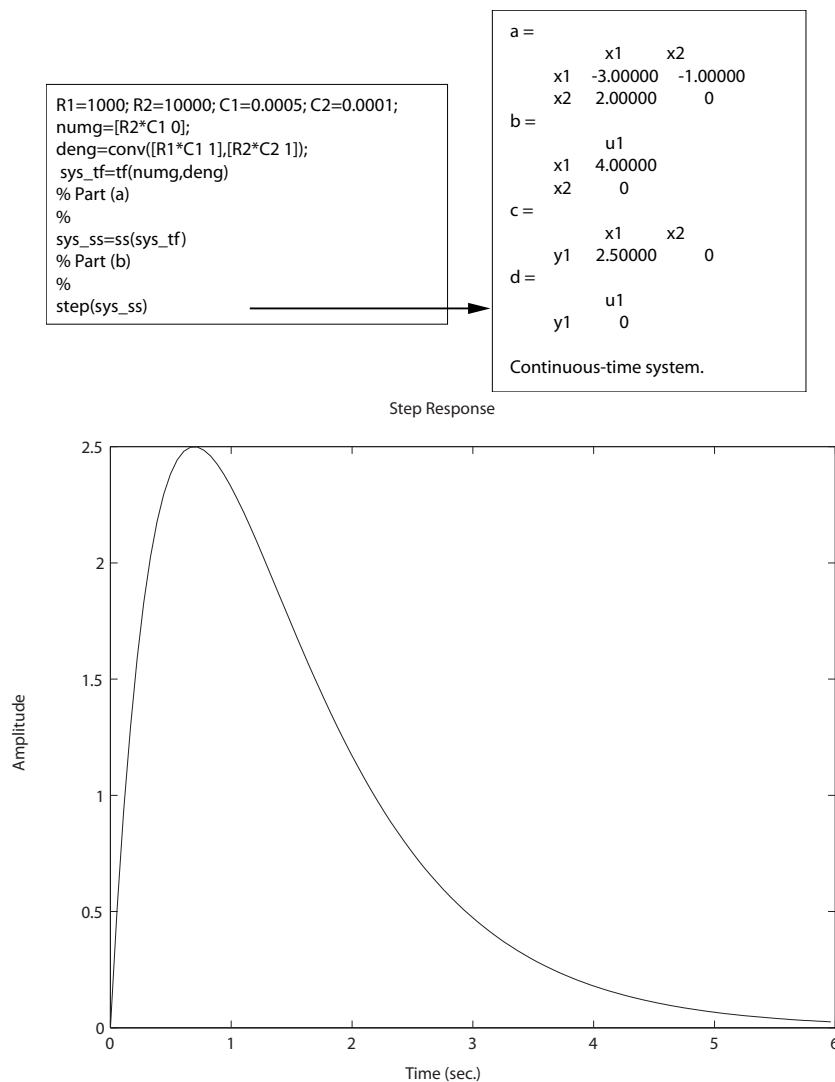 R1=1000; R2=10000; C1=0.0005; C2=0.0001;
numg=[R2*C1 0];
deng=conv([R1*C1 1],[R2*C2 1]);
sys_tf=tf(numg,deng)
% Part (a)
%
sys_ss=ss(sys_tf)
% Part (b)
%
step(sys_ss)
a =
x1 x2
x1 -3.00000 -1.00000
x2 2.00000 0
b =
u1
x1 4.00000
x2 0
c =
x1 x2
y1 2.50000 0
d =
u1
y1 0
Continuous-time system.
Step Response
2.5
2
1.5
1
0.5
0
Amplitude
0 1 2 3 4 5 6
Time (sec.)